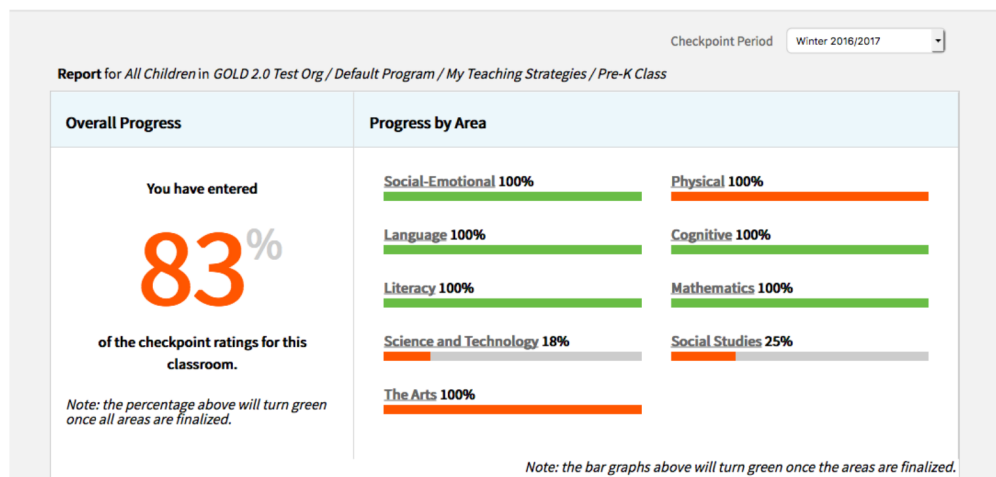 Checkpoint Period Winter 2016/2017
Report for All Children in GOLD 2.0 Test Org / Default Program / My Teaching Strategies / Pre-K Class
Overall Progress
You have entered
83%
of the checkpoint ratings for this
classroom.
Note: the percentage above will turn green
once all areas are finalized.
Progress by Area
Social-Emotional 100%
Physical 100%
Language 100%
Cognitive 100%
Literacy 100%
Mathematics 100%
Science and Technology 18%
Social Studies 25%
The Arts 100%
Note: the bar graphs above will turn green once the areas are finalized.